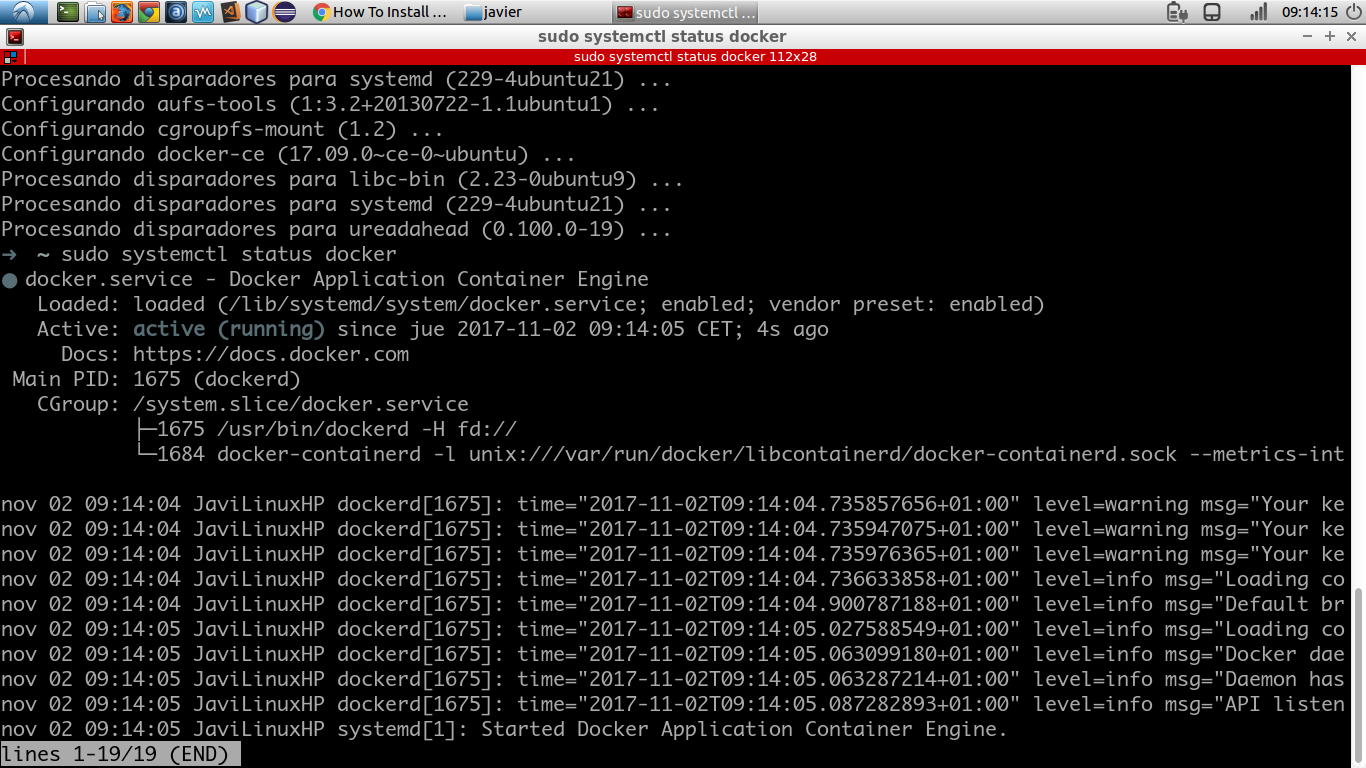 How To Install ...
javier
sudo systemctl ...
09:14:15
sudo systemctl status docker
sudo systemctl status docker 112x28
Procesando disparadores para systemd (229-4ubuntu21) ...
Configurando aufs-tools (1:3.2+20130722-1.1ubuntu1) ...
Configurando cgroupfs-mount (1.2) ...
Configurando docker-ce (17.09.0~ce-0~ubuntu) ...
Procesando disparadores para libc-bin (2.23-0ubuntu9) ...
Procesando disparadores para systemd (229-4ubuntu21) ...
Procesando disparadores para ureadahead (0.100.0-19) ...
➜  ~ sudo systemctl status docker
● docker.service - Docker Application Container Engine
   Loaded: loaded (/lib/systemd/system/docker.service; enabled; vendor preset: enabled)
   Active: active (running) since jue 2017-11-02 09:14:05 CET; 4s ago
     Docs: https://docs.docker.com
 Main PID: 1675 (dockerd)
   CGroup: /system.slice/docker.service
           ├─1675 /usr/bin/dockerd -H fd://
           └─1684 docker-containerd -l unix:///var/run/docker/libcontainerd/docker-containerd.sock --metrics-int
nov 02 09:14:04 JaviLinuxHP dockerd[1675]: time="2017-11-02T09:14:04.735857656+01:00" level=warning msg="Your ke
nov 02 09:14:04 JaviLinuxHP dockerd[1675]: time="2017-11-02T09:14:04.735947075+01:00" level=warning msg="Your ke
nov 02 09:14:04 JaviLinuxHP dockerd[1675]: time="2017-11-02T09:14:04.735976365+01:00" level=warning msg="Your ke
nov 02 09:14:04 JaviLinuxHP dockerd[1675]: time="2017-11-02T09:14:04.736633858+01:00" level=info msg="Loading co
nov 02 09:14:04 JaviLinuxHP dockerd[1675]: time="2017-11-02T09:14:04.900787188+01:00" level=info msg="Default br
nov 02 09:14:05 JaviLinuxHP dockerd[1675]: time="2017-11-02T09:14:05.027588549+01:00" level=info msg="Loading co
nov 02 09:14:05 JaviLinuxHP dockerd[1675]: time="2017-11-02T09:14:05.063099180+01:00" level=info msg="Docker dae
nov 02 09:14:05 JaviLinuxHP dockerd[1675]: time="2017-11-02T09:14:05.063287214+01:00" level=info msg="Daemon has
nov 02 09:14:05 JaviLinuxHP dockerd[1675]: time="2017-11-02T09:14:05.087282893+01:00" level=info msg="API listen
nov 02 09:14:05 JaviLinuxHP systemd[1]: Started Docker Application Container Engine.
lines 1-19/19 (END)